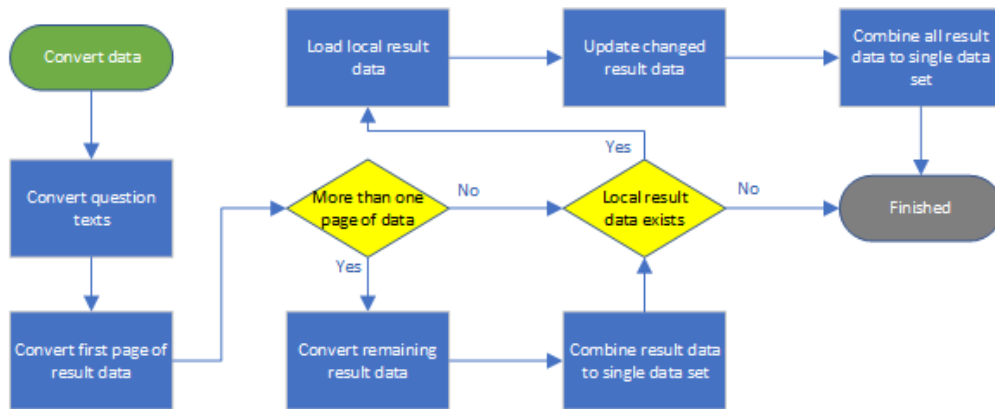 Convert data
Convert question
texts
Convert first page of
result data
More than one
page of data
No
Yes
Convert remaining
result data
Combine result data
to single data set
Local result
data exists
Yes
No
Load local result
data
Update changed
result data
Combine all result
data to single data
set
Finished